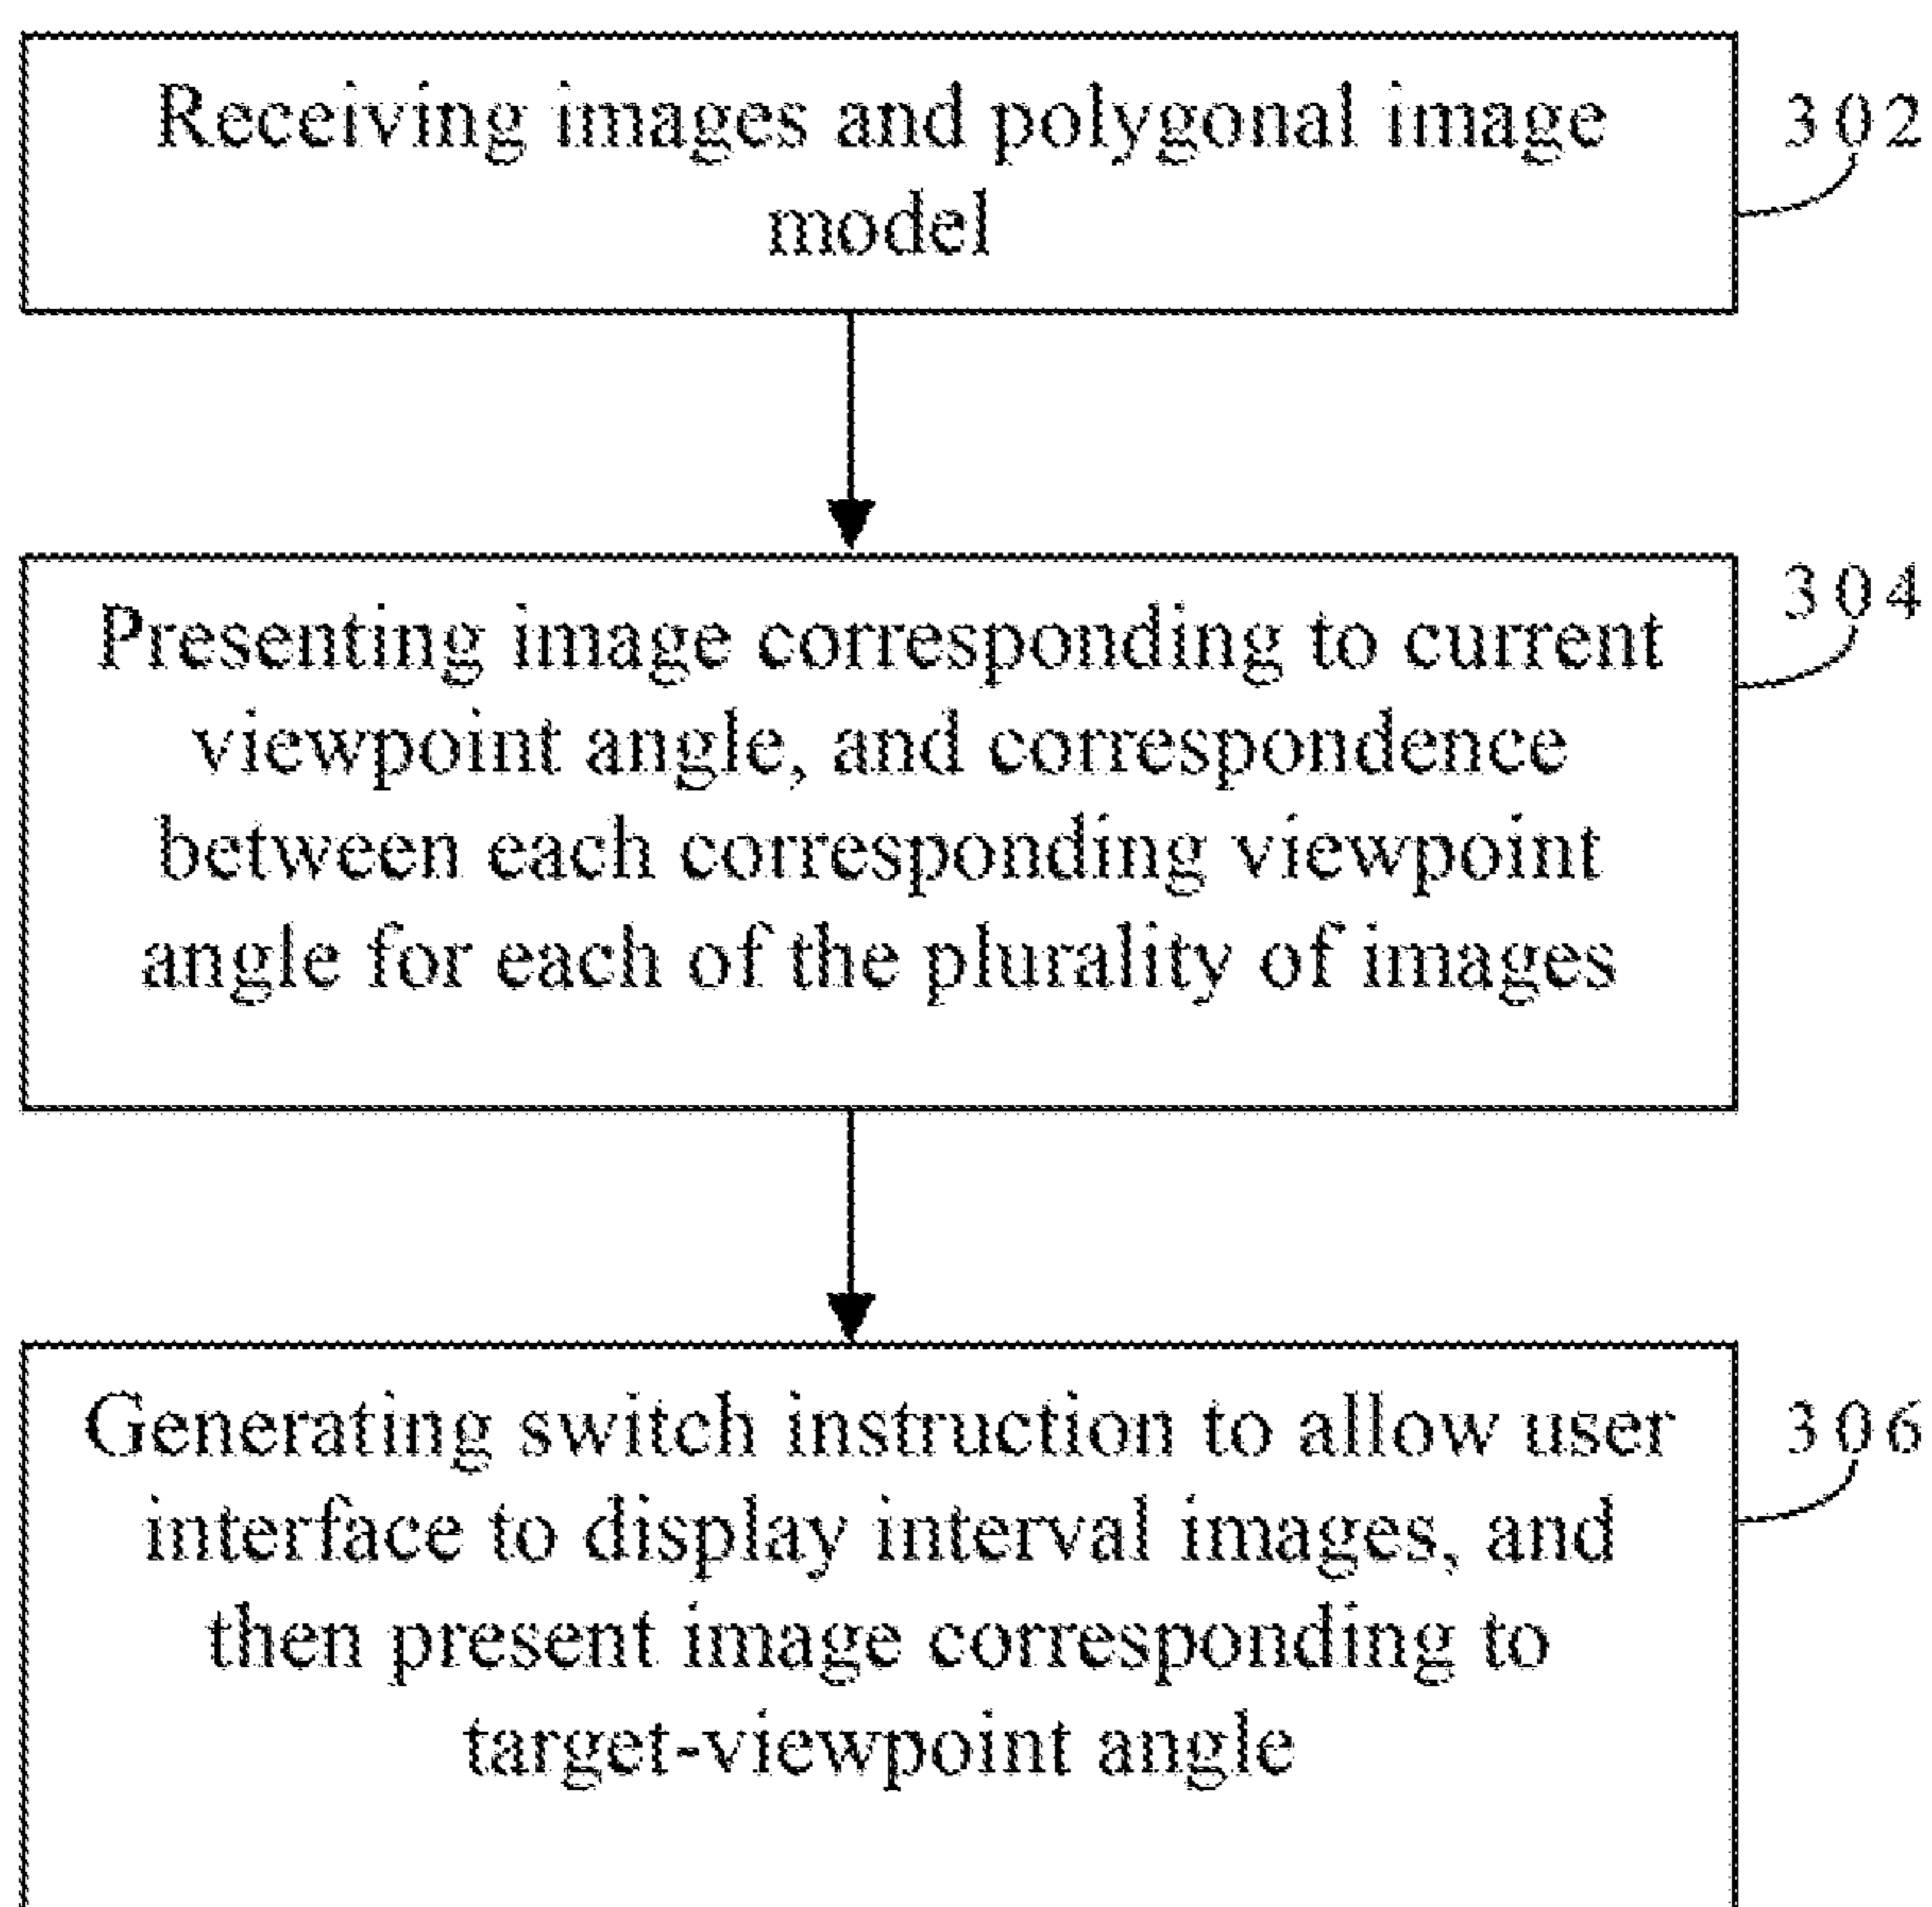 Receiving images and polygonal image
model
302
Presenting image corresponding to current
viewpoint angle, and correspondence
between each corresponding viewpoint
angle for each of the plurality of images
304
Generating switch instruction to allow user
interface to display interval images, and
then present image corresponding to
target-viewpoint angle
306